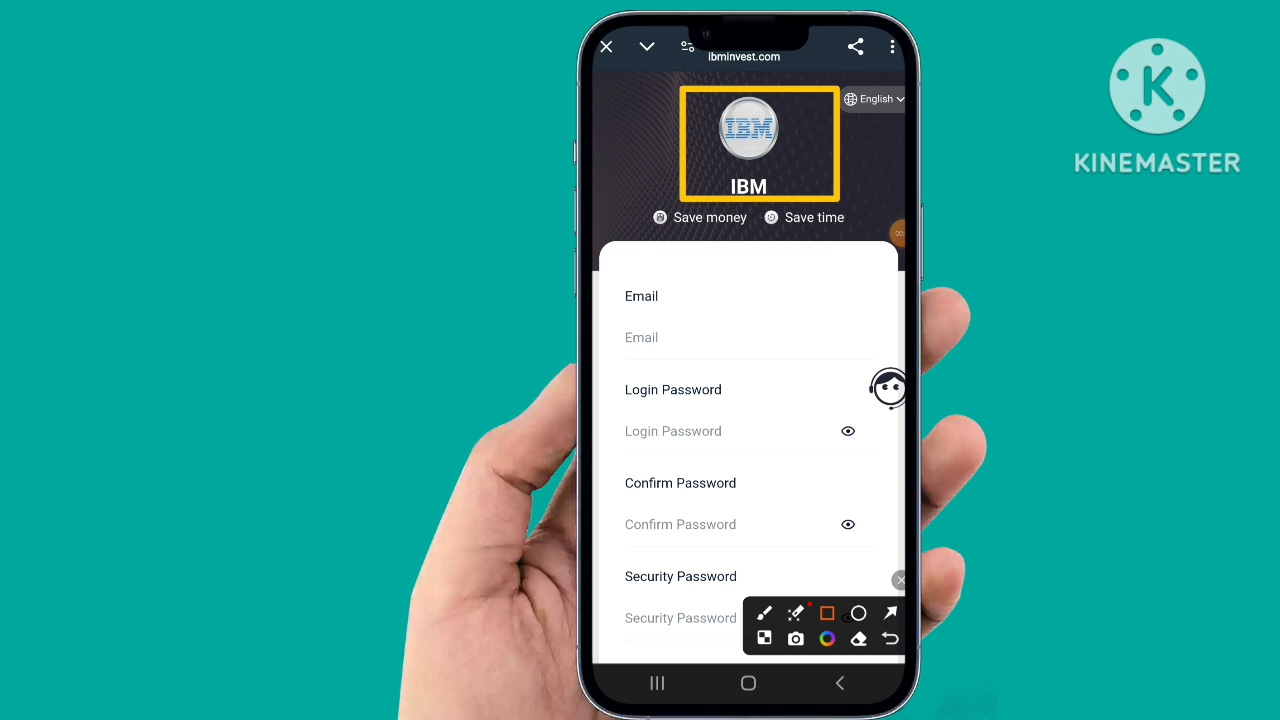 ibminvest.com
English
IBM
IBM
Save money Save time
Email
Email
Login Password
Login Password
Confirm Password
Confirm Password
Security Password
Security Password
K
KINEMASTER